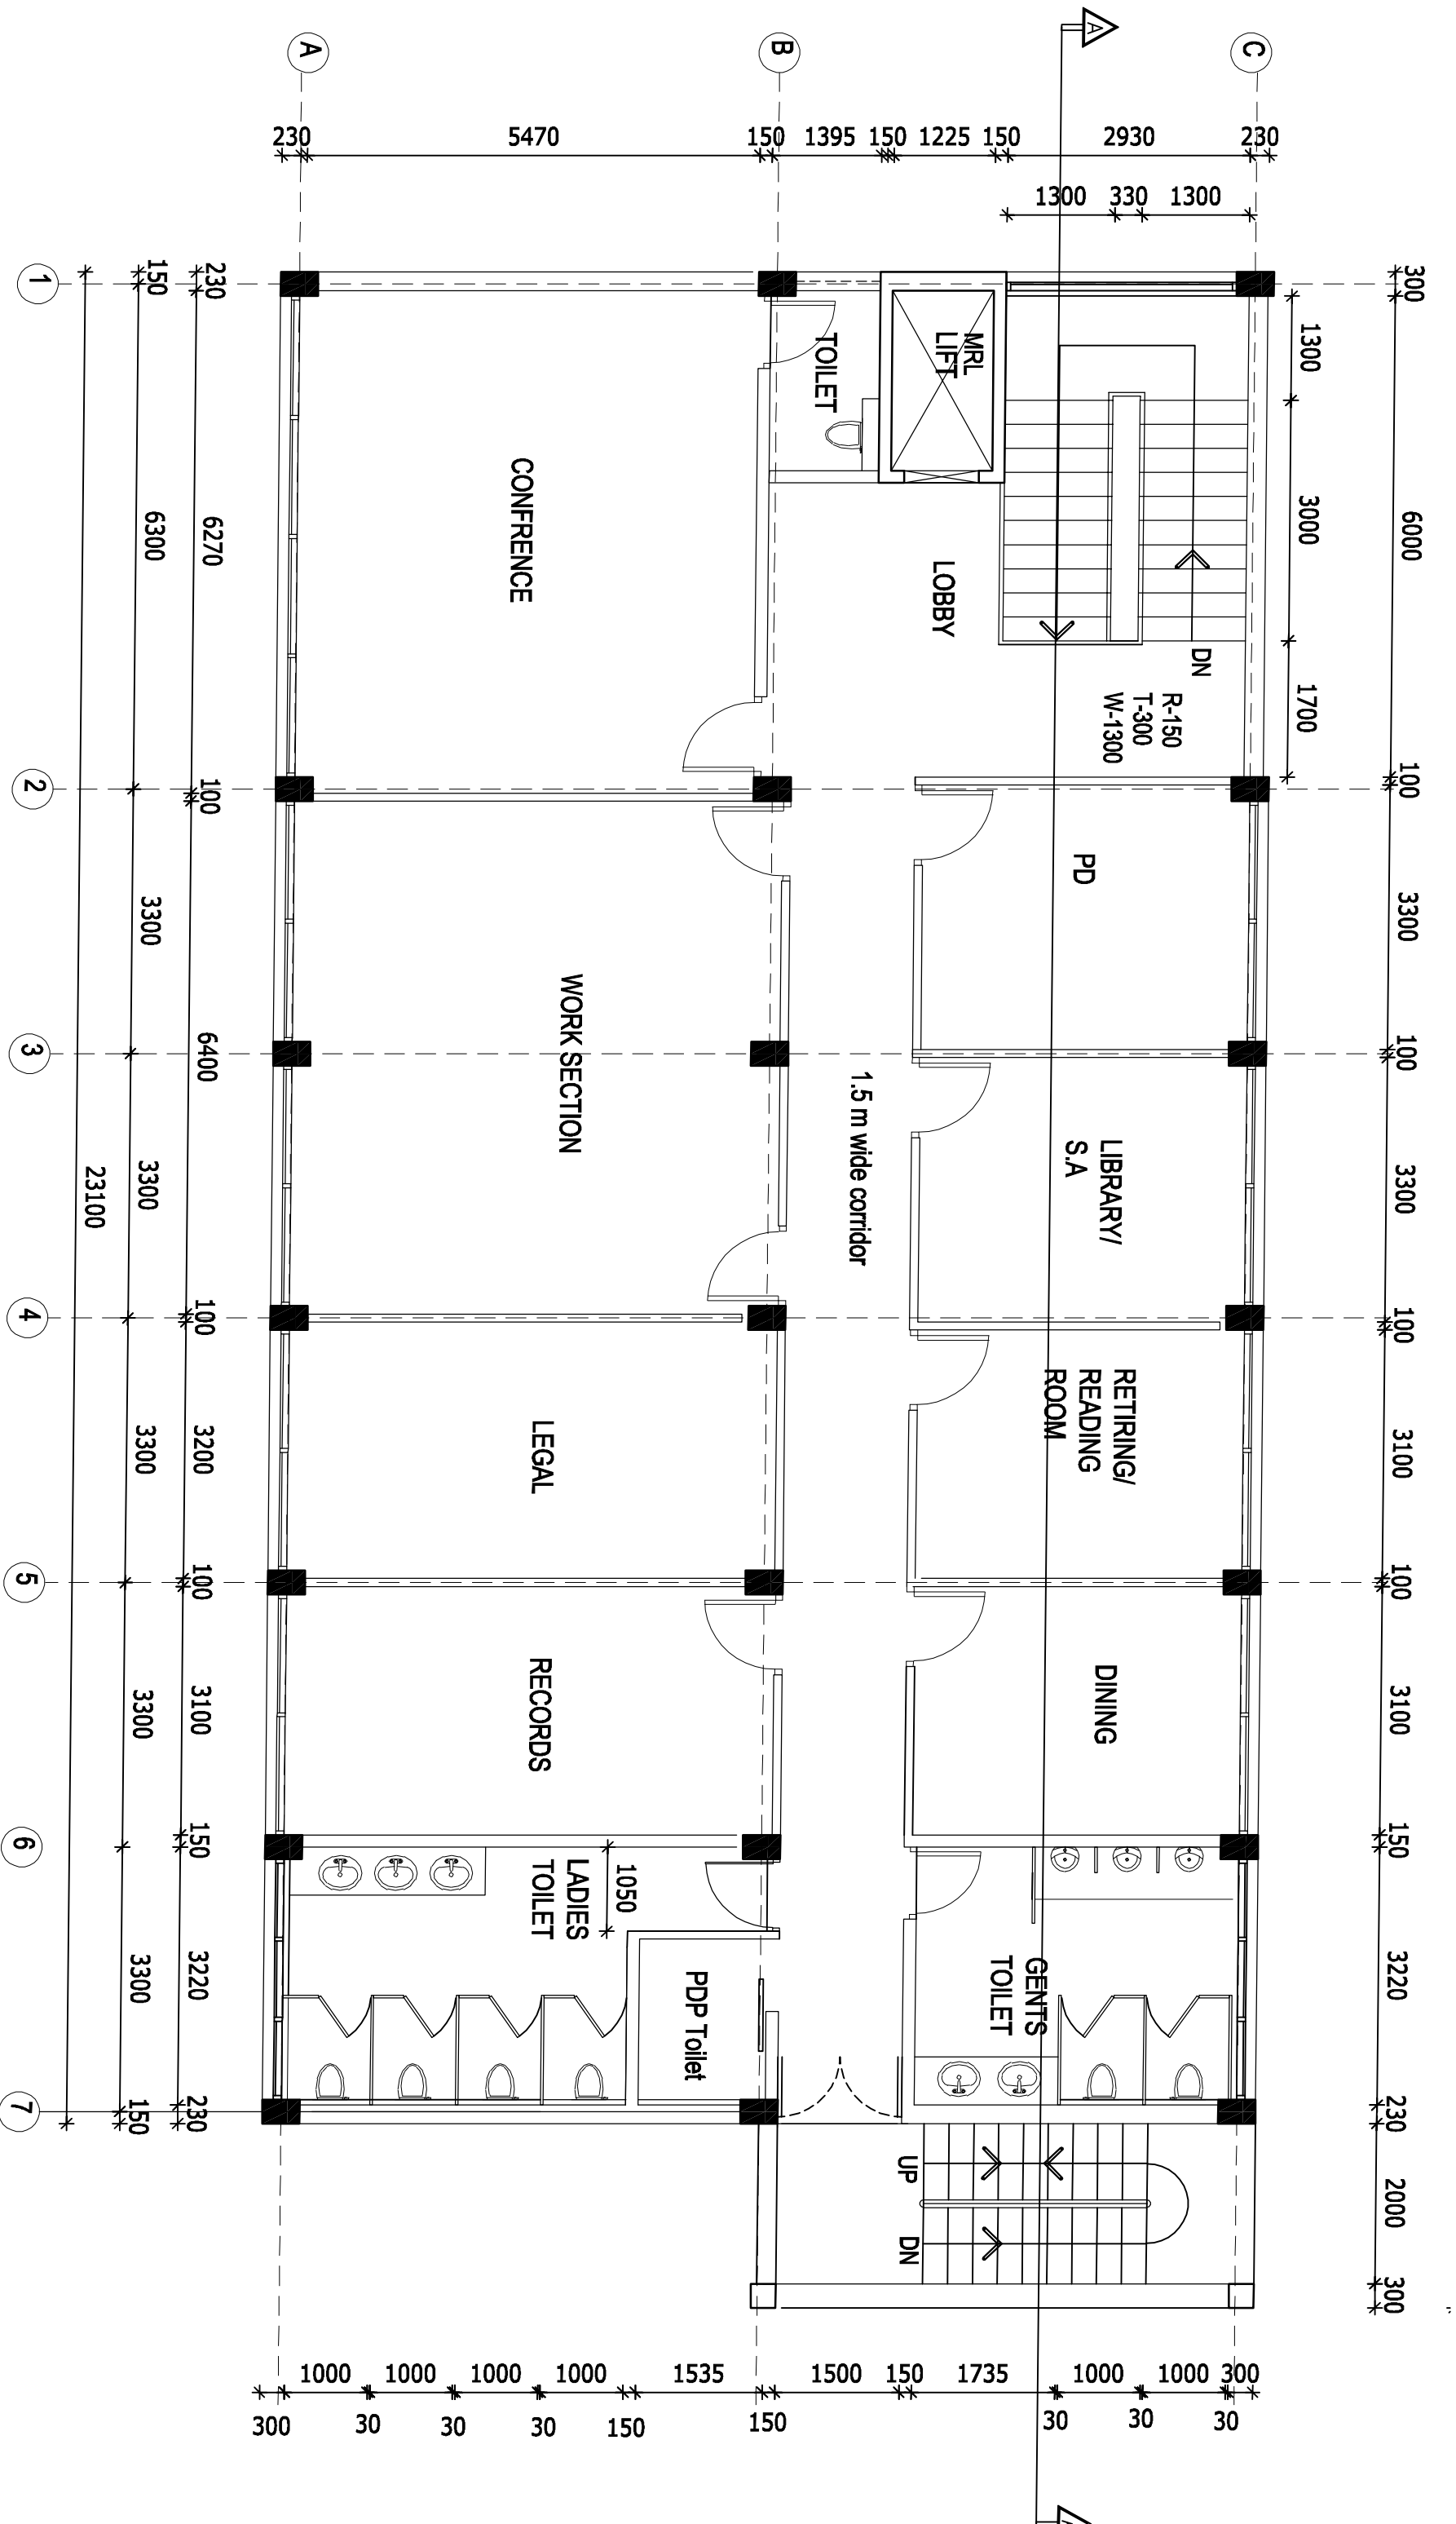 A
B
C
A
230
5470
150
1395
150
1225
150
2930
230
1300
330
1300
1
2
3
4
5
6
7
150
6300
3300
3300
3300
3300
3300
150
23100
230
6270
100
6400
100
3200
100
3100
150
3220
230
300
6000
100
3300
100
3300
100
3100
100
3100
150
3220
230
2000
300
1300
3000
1700
CONFRENCE
TOILET
MRL
LIFT
LOBBY
DN
R-150
T-300
W-1300
PD
WORK SECTION
1.5 m wide corridor
LIBRARY/
S.A
RETIRING/
READING
ROOM
LEGAL
RECORDS
DINING
LADIES
TOILET
1050
PDP Toilet
GENTS
TOILET
UP
DN
1000
1000
1000
1000
1535
1500
150
1735
1000
1000
300
300
30
30
30
150
150
30
30
30